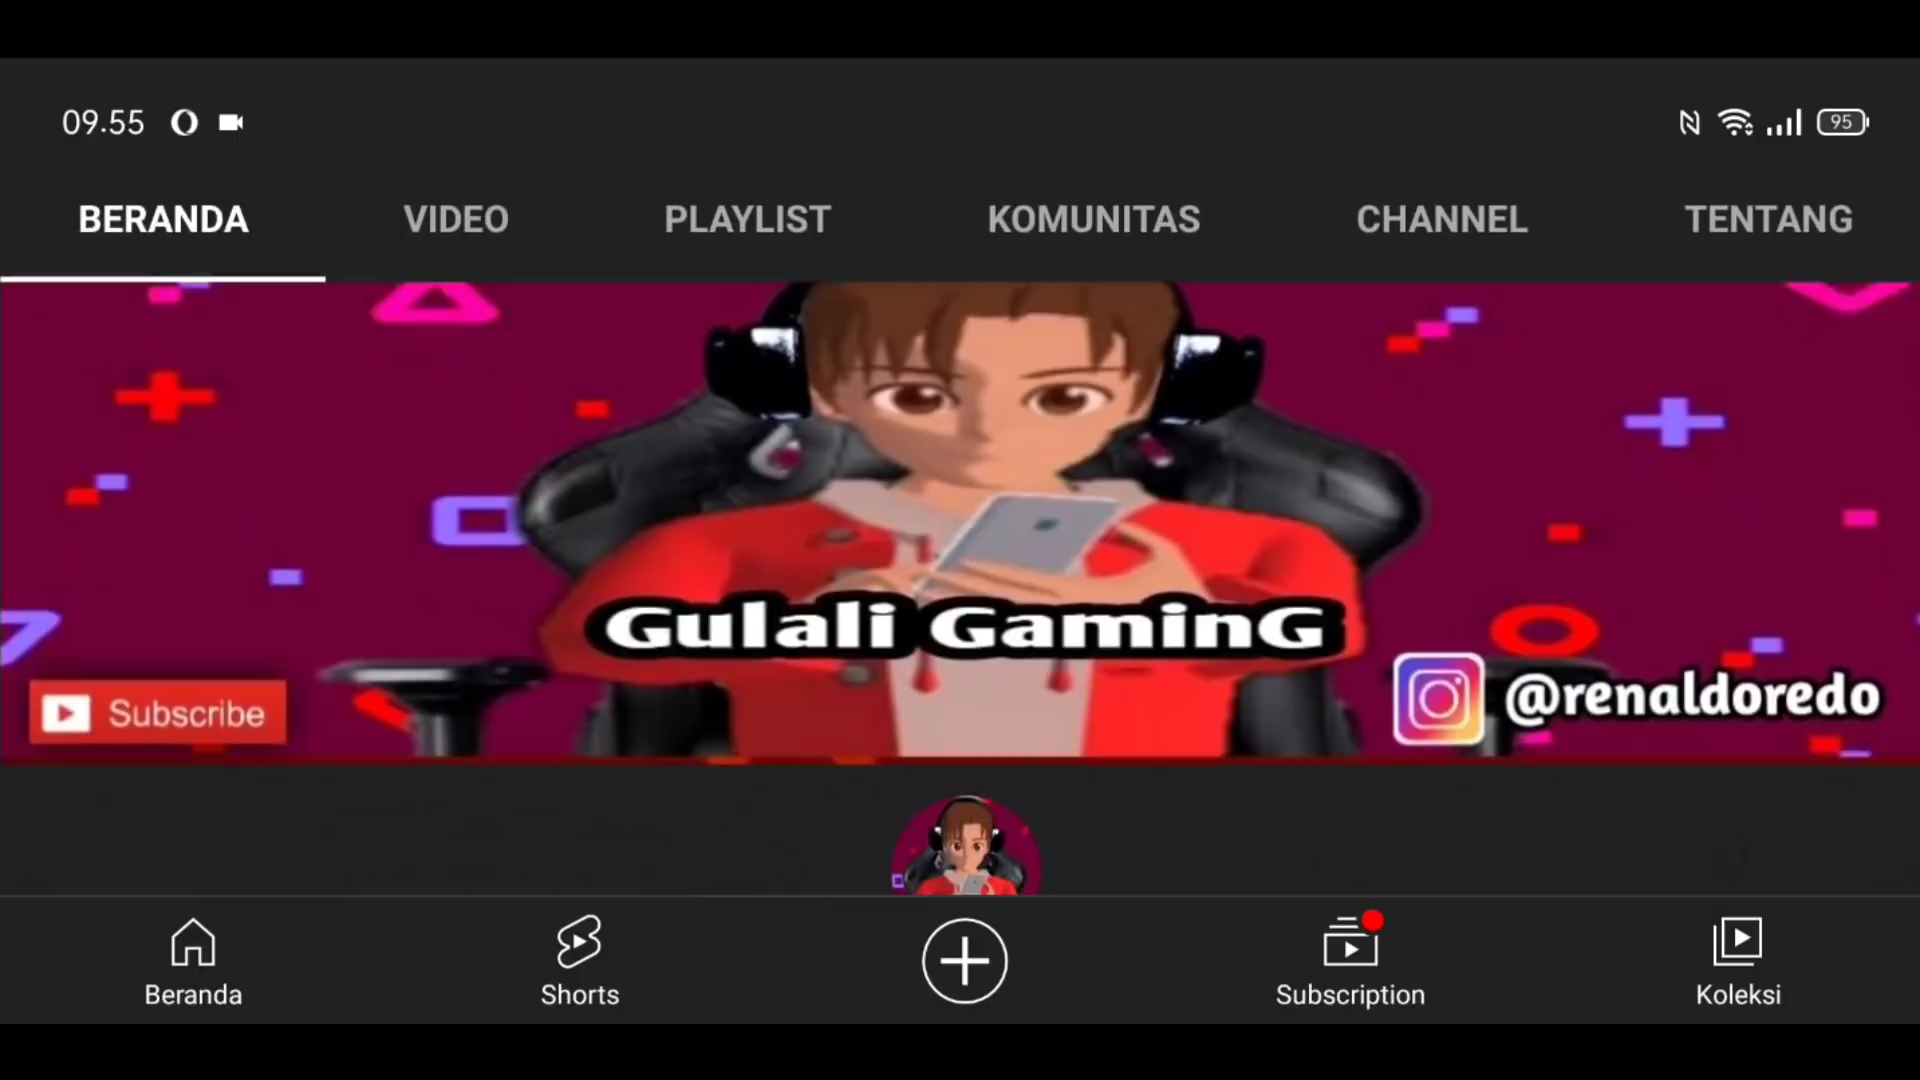 09.55
95
BERANDA VIDEO PLAYLIST KOMUNITAS CHANNEL TENTANG
Gulali GaminG
Subscribe
@renaldoredo
Beranda Shorts Subscription Koleksi